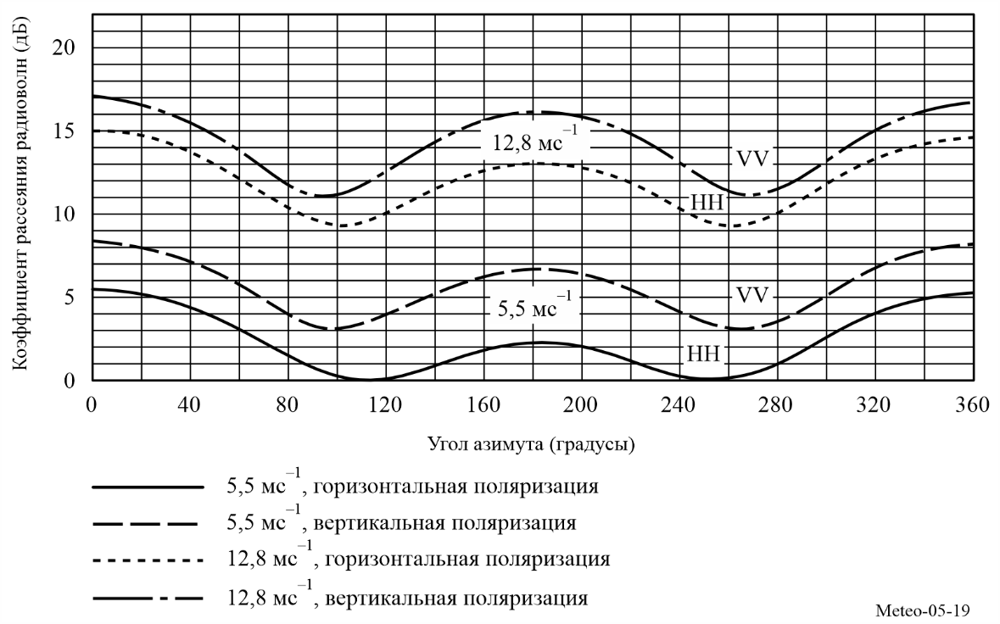 Коэффициент рассеяния радиоволн (дБ)
20
15
10
5
0
12,8 мс⁻¹
VV
HH
5,5 мс⁻¹
VV
HH
0 40 80 120 160 200 240 280 320 360
Угол азимута (градусы)
5,5 мс⁻¹, горизонтальная поляризация
5,5 мс⁻¹, вертикальная поляризация
12,8 мс⁻¹, горизонтальная поляризация
12,8 мс⁻¹, вертикальная поляризация
Meteo-05-19